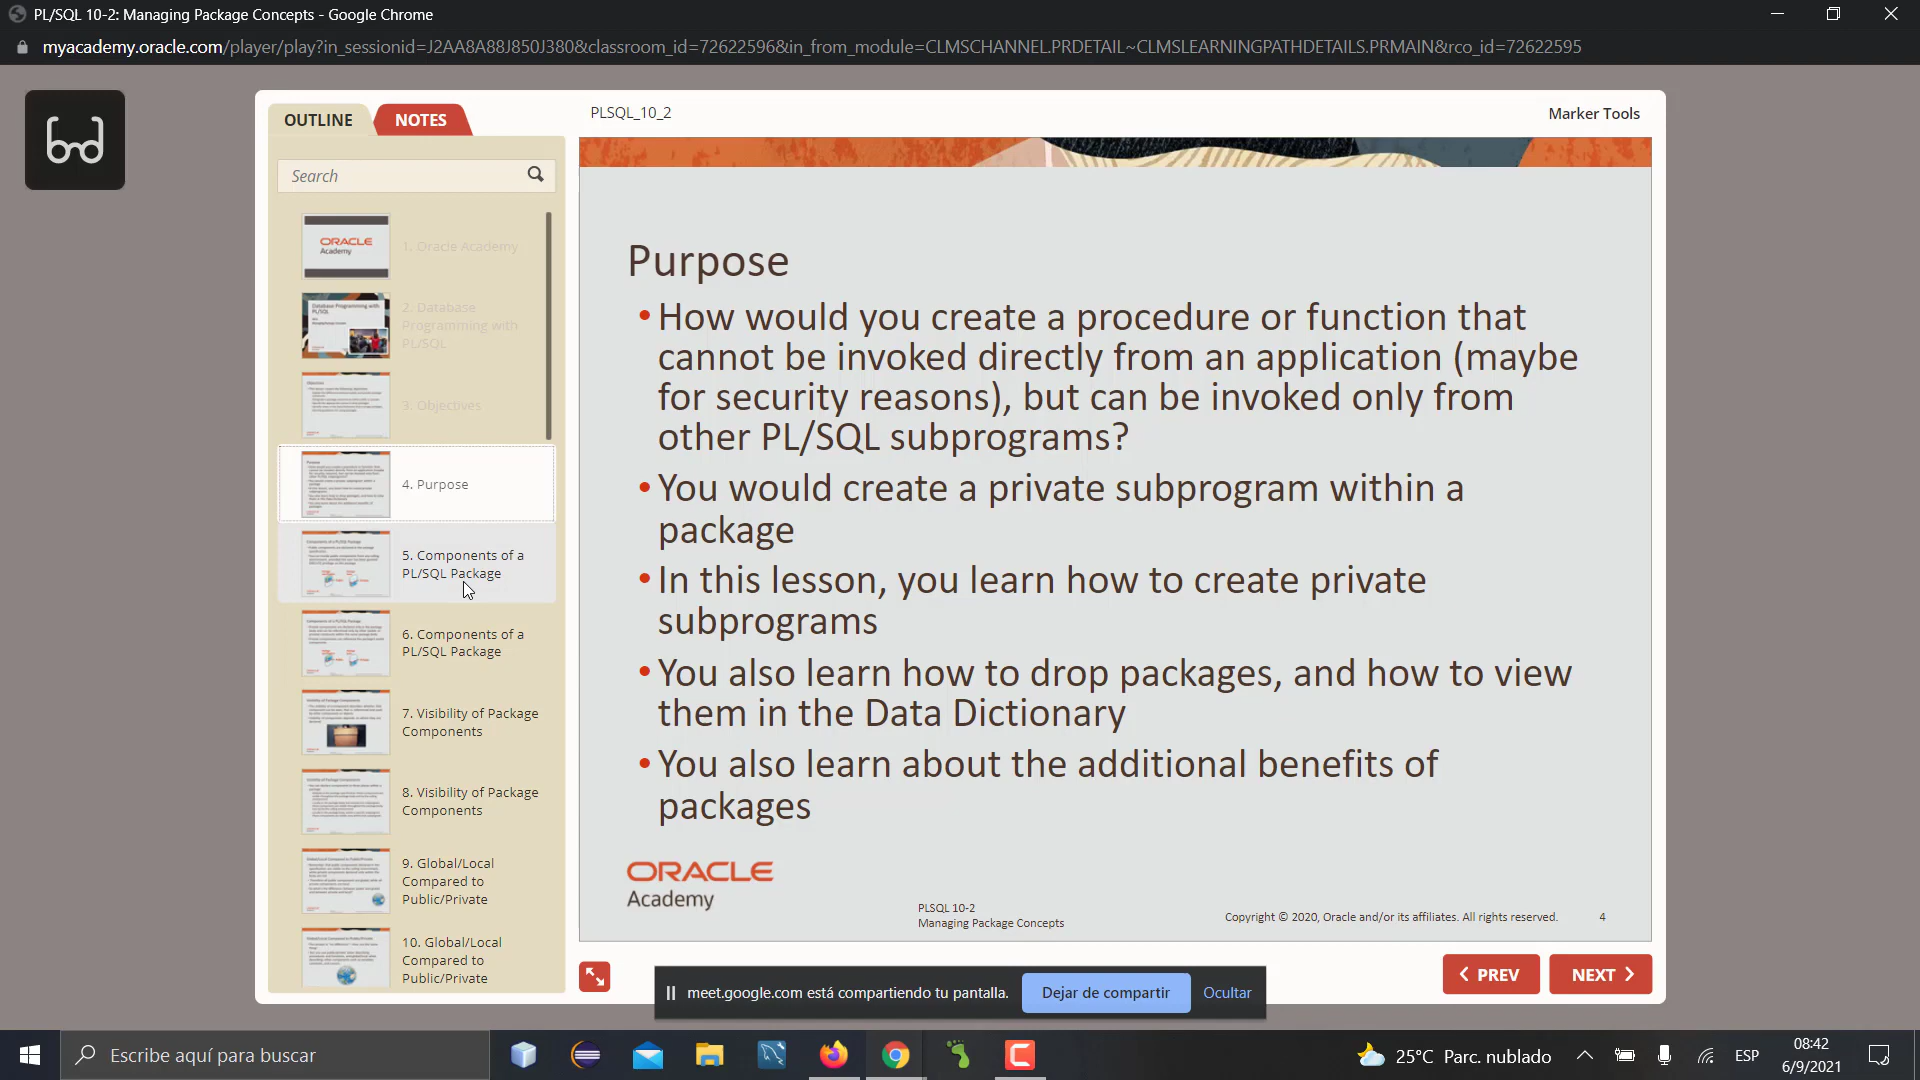 PL/SQL 10-2: Managing Package Concepts - Google Chrome
myacademy.oracle.com/player/play?in_sessionid=J2AA8A88J850J380&classroom_id=72622596&in_from_module=CLMSCHANNEL.PRDETAIL~CLMSLEARNINGPATHDETAILS.PRMAIN&rco_id=72622595
OUTLINE
NOTES
PLSQL_10_2
Marker Tools
Search
ORACLE
Academy
1. Oracle Academy
Database Programming with
PL/SQL
2. Database
Programming with
PL/SQL
3. Objectives
4. Purpose
5. Components of a
PL/SQL Package
6. Components of a
PL/SQL Package
7. Visibility of Package
Components
8. Visibility of Package
Components
9. Global/Local
Compared to
Public/Private
10. Global/Local
Compared to
Public/Private
Purpose
•How would you create a procedure or function that
cannot be invoked directly from an application (maybe
for security reasons), but can be invoked only from
other PL/SQL subprograms?
•You would create a private subprogram within a
package
•In this lesson, you learn how to create private
subprograms
•You also learn how to drop packages, and how to view
them in the Data Dictionary
•You also learn about the additional benefits of
packages
ORACLE
Academy
PLSQL 10-2
Managing Package Concepts
Copyright © 2020, Oracle and/or its affiliates. All rights reserved.
4
PREV
NEXT
meet.google.com está compartiendo tu pantalla.
Dejar de compartir
Ocultar
Escribe aquí para buscar
25°C Parc. nublado
ESP
08:42
6/9/2021